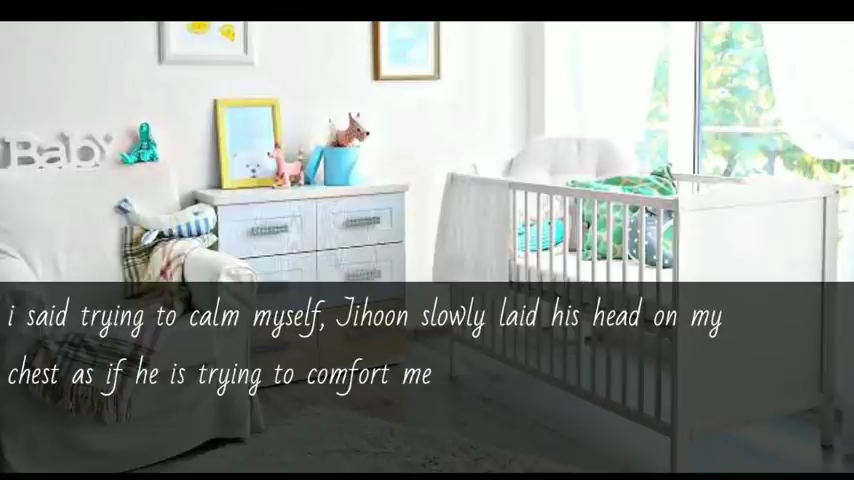 Baby
i said trying to calm myself, Jihoon slowly laid his head on my
chest as if he is trying to comfort me